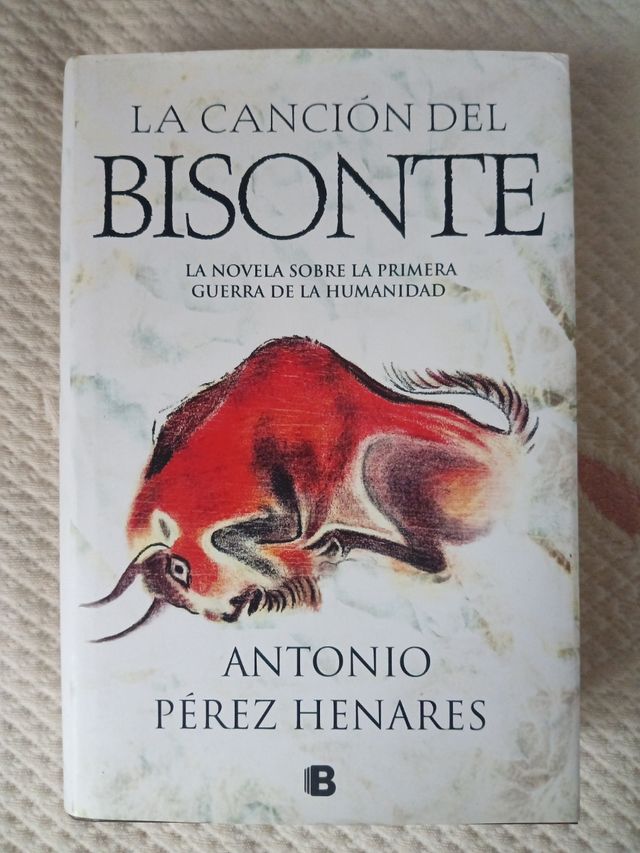 LA CANCIÓN DEL
BISONTE
LA NOVELA SOBRE LA PRIMERA
GUERRA DE LA HUMANIDAD
ANTONIO
PÉREZ HENARES
B